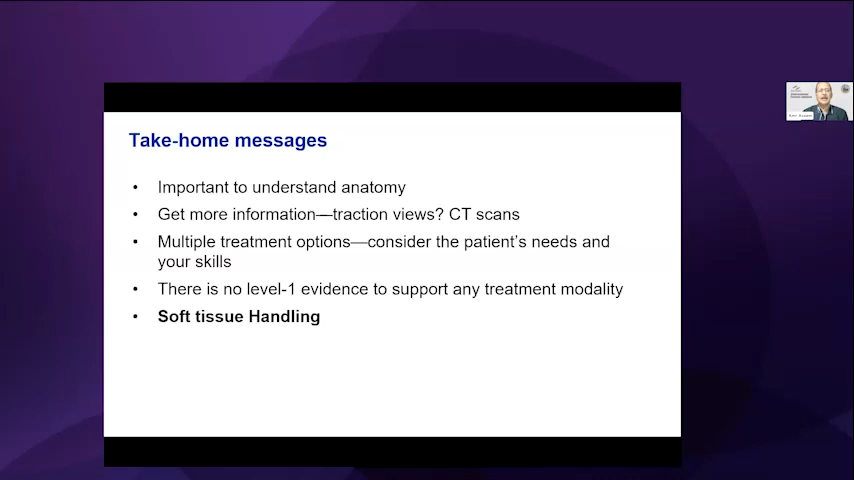 Take-home messages
• Important to understand anatomy
• Get more information—traction views? CT scans
• Multiple treatment options—consider the patient's needs and
your skills
• There is no level-1 evidence to support any treatment modality
• Soft tissue Handling